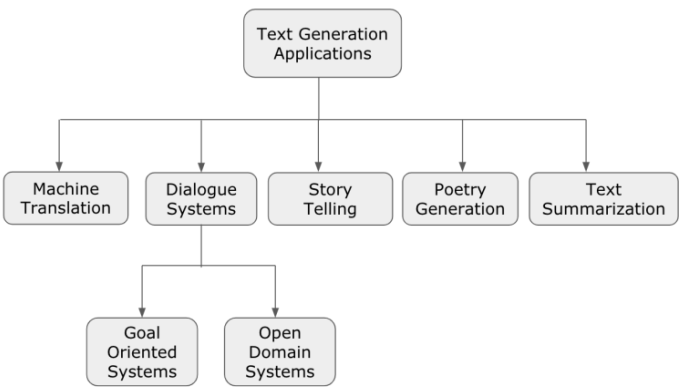 Text Generation
Applications
Machine
Translation
Dialogue
Systems
Story
Telling
Poetry
Generation
Text
Summarization
Goal
Oriented
Systems
Open
Domain
Systems